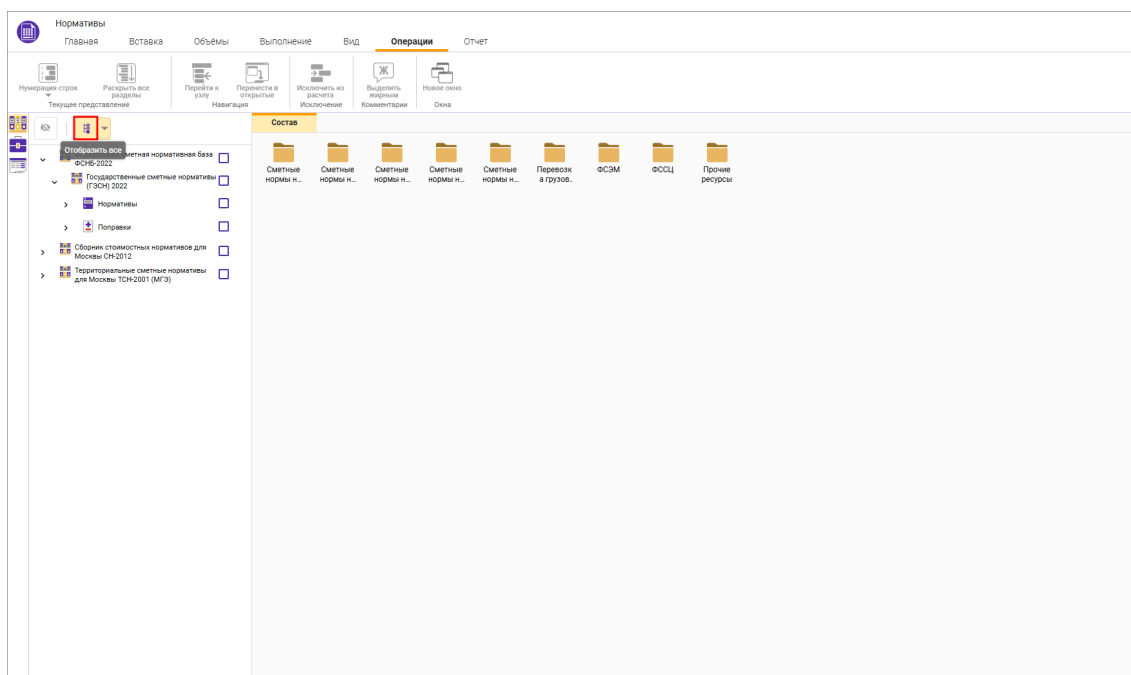 Нормативы
Главная Вставка Объёмы Выполнение Вид Операции Отчет
Нумерация строк
Раскрыть все
разделы
Перейти к
узлу
Перенести в
открытые
Исключить из
расчета
Ж
Выделить
жирным
Новое окно
Текущее представление Навигация Исключение Комментарии Окна
Состав
Отобразить все
метная нормативная база
ФСНБ-2022
Государственные сметные нормативы
(ГЭСН) 2022
Нормативы
Поправки
Сборник стоимостных нормативов для
Москвы СН-2012
Территориальные сметные нормативы
для Москвы ТСН-2001 (МГЭ)
Сметные
нормы н...
Сметные
нормы н...
Сметные
нормы н...
Сметные
нормы н...
Сметные
нормы н...
Перевозк
а грузов..
ФСЭМ
ФССЦ
Прочие
ресурсы